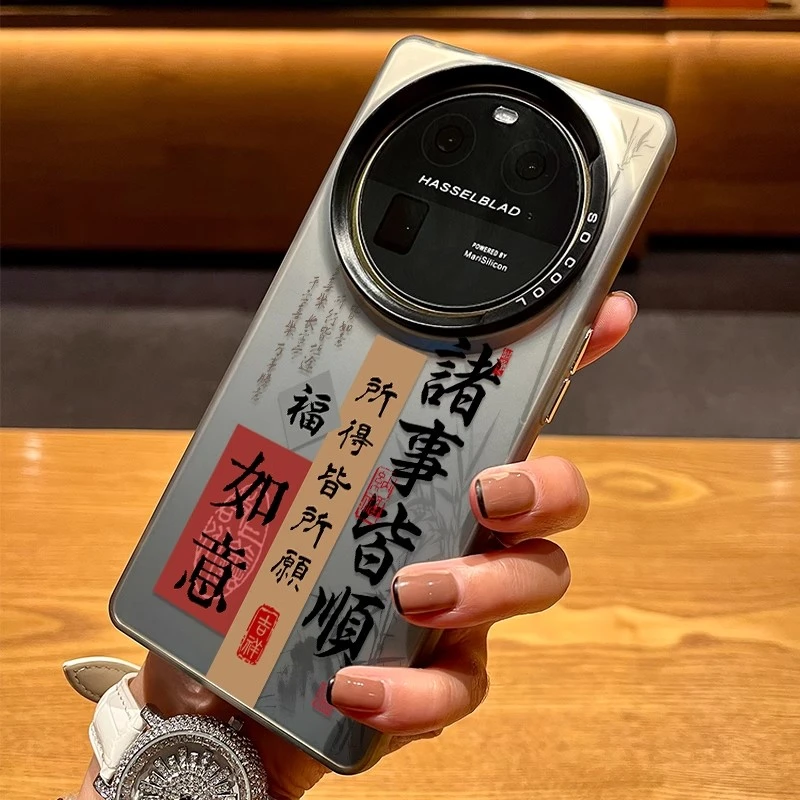 HASSELBLAD
POWERED BY
MariSilicon
SO COOL
諸事皆順
所得皆所願
福
如意
吉祥